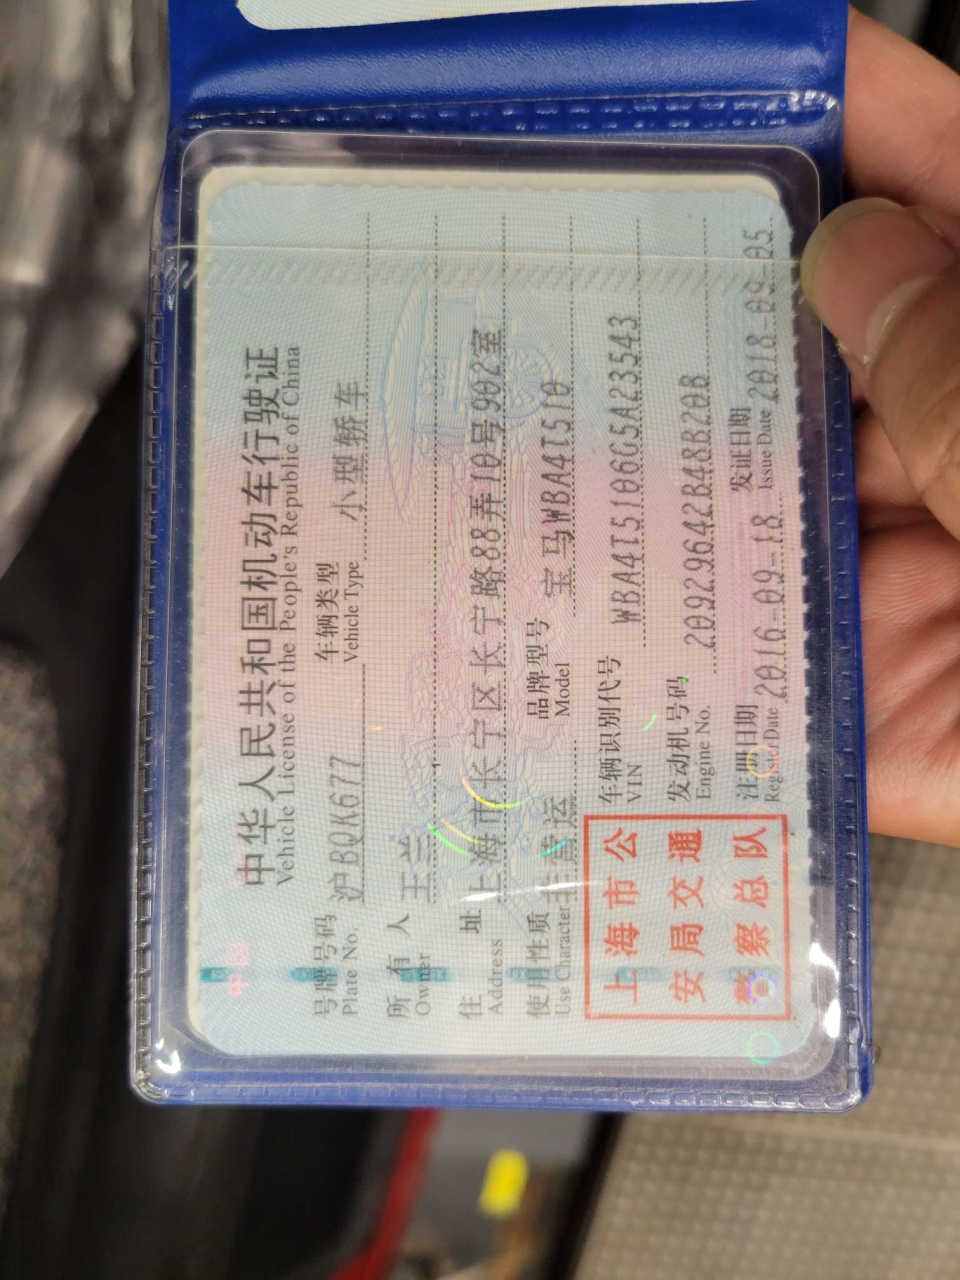 中华人民共和国机动车行驶证
Vehicle License of the People's Republic of China
号牌号码 沪BQK677 车辆类型 小型轿车
Plate No. Vehicle Type
所有人 王兰
Owner
住址 上海市长宁区长宁路88弄10号902室
Address
使用性质 非营运 品牌型号 宝马WBA4T510
Use Character Model
车辆识别代号 WBA4T5106G5A23543
VIN
发动机号码 20929642B48B20B
Engine No.
注册日期 2016-09-18 发证日期 2018-09-05
Register Date Issue Date
上海市公
安局交通
警察总队
中国